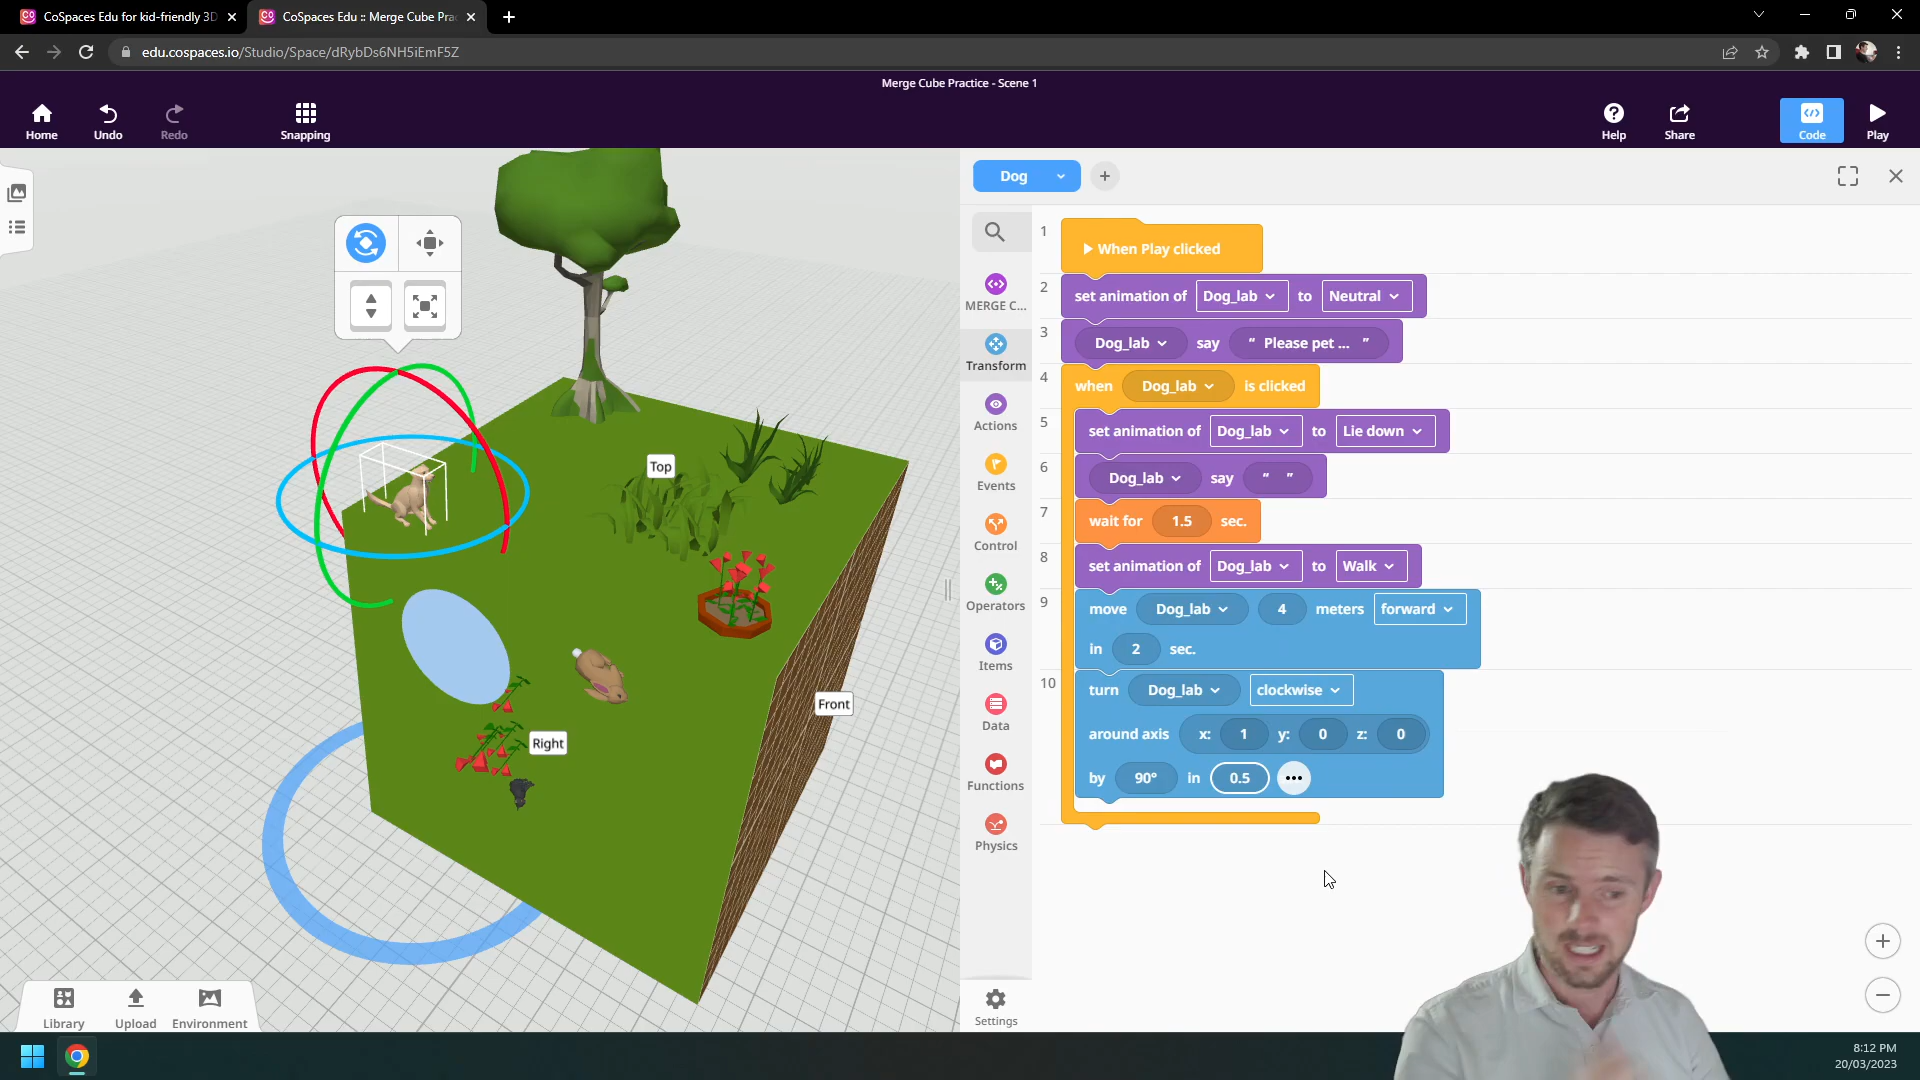 CoSpaces Edu for kid-friendly 3D
CoSpaces Edu :: Merge Cube Prac
edu.cospaces.io/Studio/Space/dRybDs6NH5iEmF5Z
Merge Cube Practice - Scene 1
Home
Undo
Redo
Snapping
Help
Share
Code
Play
Dog
MERGE C...
Transform
Actions
Events
Control
Operators
Items
Data
Functions
Physics
Settings
1
When Play clicked
2
set animation of Dog_lab to Neutral
3
Dog_lab say “ Please pet ... ”
4
when Dog_lab is clicked
5
set animation of Dog_lab to Lie down
6
Dog_lab say “ ”
7
wait for 1.5 sec.
8
set animation of Dog_lab to Walk
9
move Dog_lab 4 meters forward
in 2 sec.
10
turn Dog_lab clockwise
around axis x: 1 y: 0 z: 0
by 90° in 0.5 •••
Top
Front
Right
Library
Upload
Environment
8:12 PM
20/03/2023